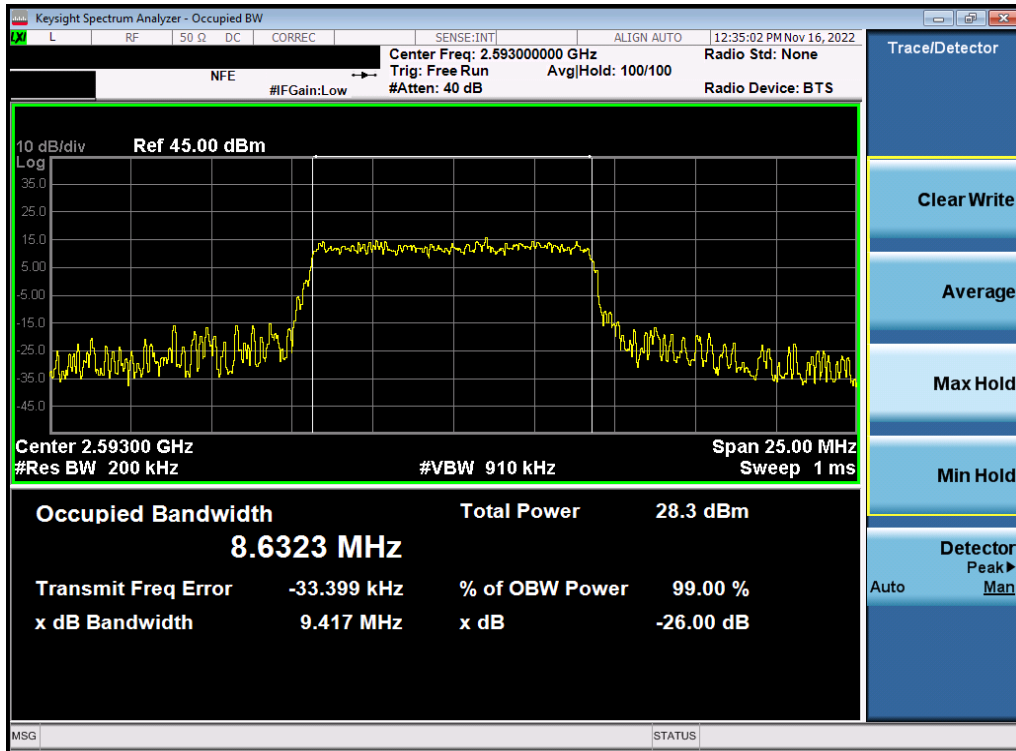 Keysight Spectrum Analyzer - Occupied BW
LXI L RF 50 Ω DC CORREC SENSE:INT ALIGN AUTO 12:35:02 PM Nov 16, 2022
Center Freq: 2.593000000 GHz Radio Std: None
NFE Trig: Free Run Avg|Hold: 100/100
#IFGain:Low #Atten: 40 dB Radio Device: BTS
10 dB/div Ref 45.00 dBm
Log
35.0
25.0
15.0
5.00
-5.00
-15.0
-25.0
-35.0
-45.0
Center 2.59300 GHz Span 25.00 MHz
#Res BW 200 kHz #VBW 910 kHz Sweep 1 ms
Occupied Bandwidth Total Power 28.3 dBm
8.6323 MHz
Transmit Freq Error -33.399 kHz % of OBW Power 99.00 %
x dB Bandwidth 9.417 MHz x dB -26.00 dB
MSG STATUS
Trace/Detector
Clear Write
Average
Max Hold
Min Hold
Detector
Peak▶
Auto Man